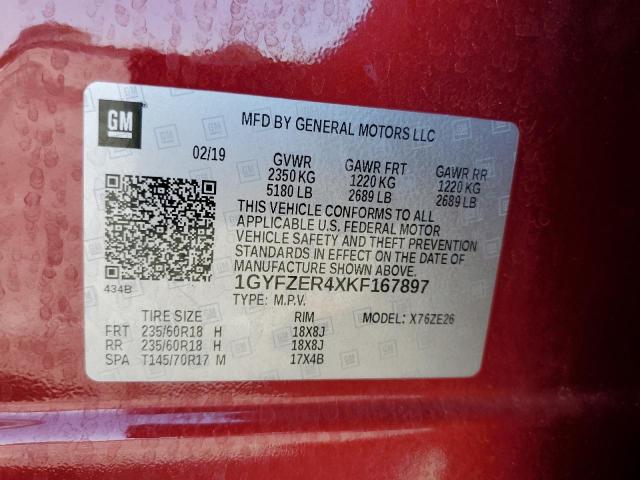 GM
MFD BY GENERAL MOTORS LLC
02/19 GVWR GAWR FRT GAWR RR
2350 KG 1220 KG 1220 KG
5180 LB 2689 LB 2689 LB
THIS VEHICLE CONFORMS TO ALL
APPLICABLE U.S. FEDERAL MOTOR
VEHICLE SAFETY AND THEFT PREVENTION
STANDARDS IN EFFECT ON THE DATE OF
MANUFACTURE SHOWN ABOVE.
434B
1GYFZER4XKF167897
TYPE: M.P.V.
TIRE SIZE RIM MODEL: X76ZE26
FRT 235/60R18 H 18X8J
RR 235/60R18 H 18X8J
SPA T145/70R17 M 17X4B